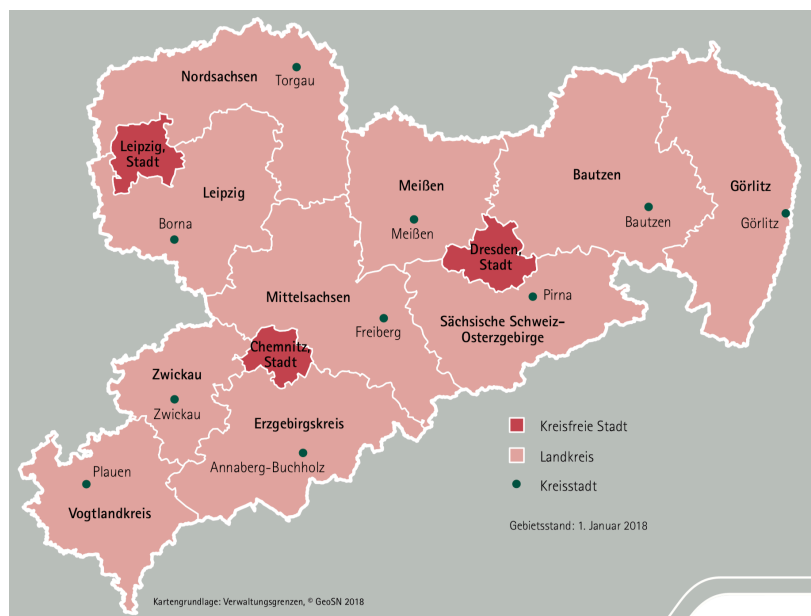 Nordsachsen
Torgau
Leipzig,
Stadt
Leipzig
Borna
Meißen
Meißen
Bautzen
Bautzen
Görlitz
Görlitz
Dresden,
Stadt
Mittelsachsen
Freiberg
Pirna
Sächsische Schweiz-
Osterzgebirge
Chemnitz,
Stadt
Zwickau
Zwickau
Erzgebirgskreis
Annaberg-Buchholz
Plauen
Vogtlandkreis
Kreisfreie Stadt
Landkreis
Kreisstadt
Gebietsstand: 1. Januar 2018
Kartengrundlage: Verwaltungsgrenzen, © GeoSN 2018